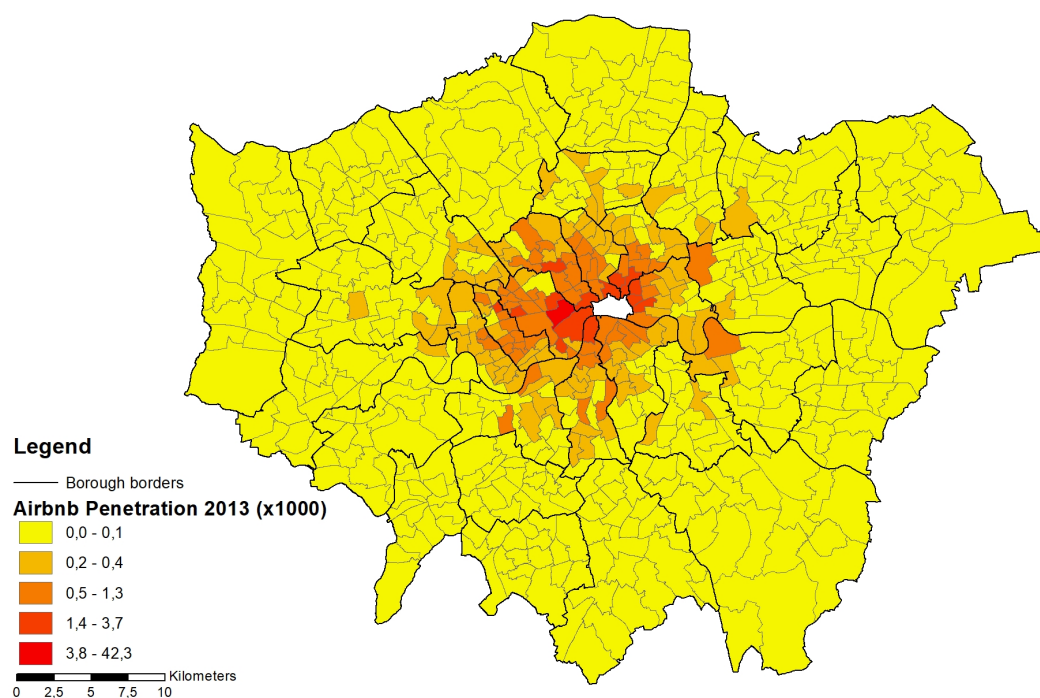 Legend
Borough borders
Airbnb Penetration 2013 (x1000)
0,0 - 0,1
0,2 - 0,4
0,5 - 1,3
1,4 - 3,7
3,8 - 42,3
Kilometers
0 2,5 5 7,5 10